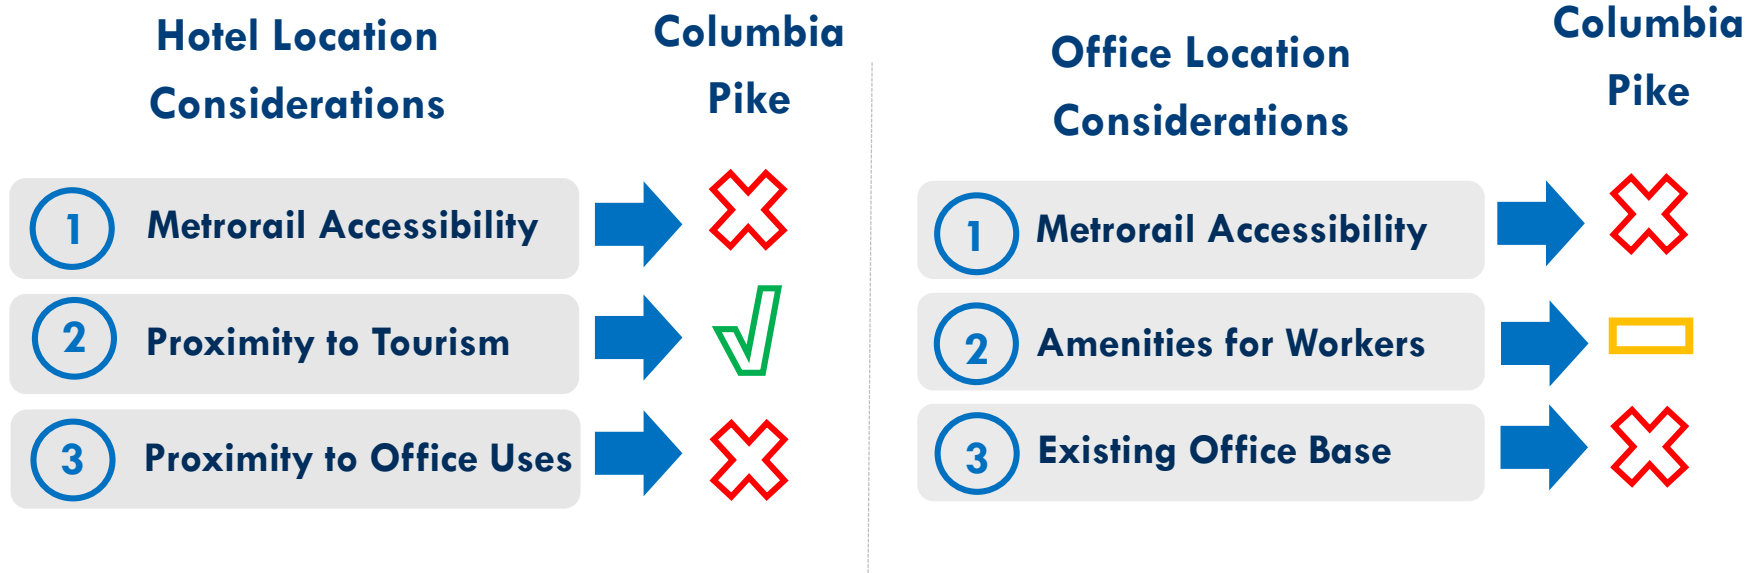 Hotel Location
Considerations
Columbia
Pike
1 Metrorail Accessibility
2 Proximity to Tourism
3 Proximity to Office Uses
Office Location
Considerations
Columbia
Pike
1 Metrorail Accessibility
2 Amenities for Workers
3 Existing Office Base